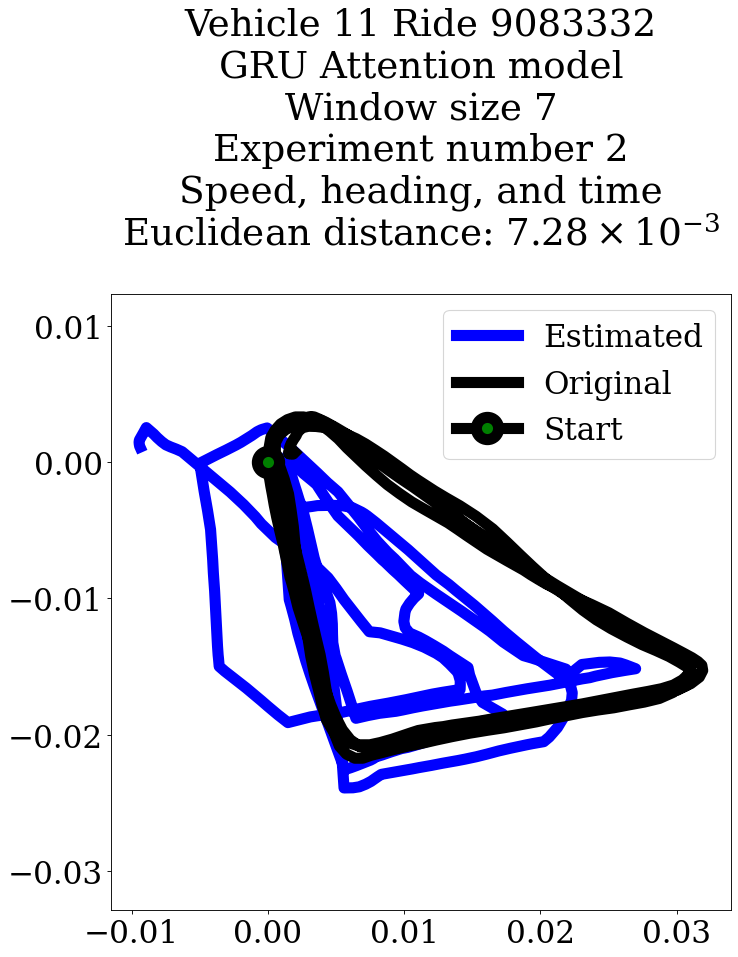 Vehicle 11 Ride 9083332
GRU Attention model
Window size 7
Experiment number 2
Speed, heading, and time
Euclidean distance: 7.28 × 10⁻³
Estimated
Original
Start
0.01
0.00
−0.01
−0.02
−0.03
−0.01 0.00 0.01 0.02 0.03